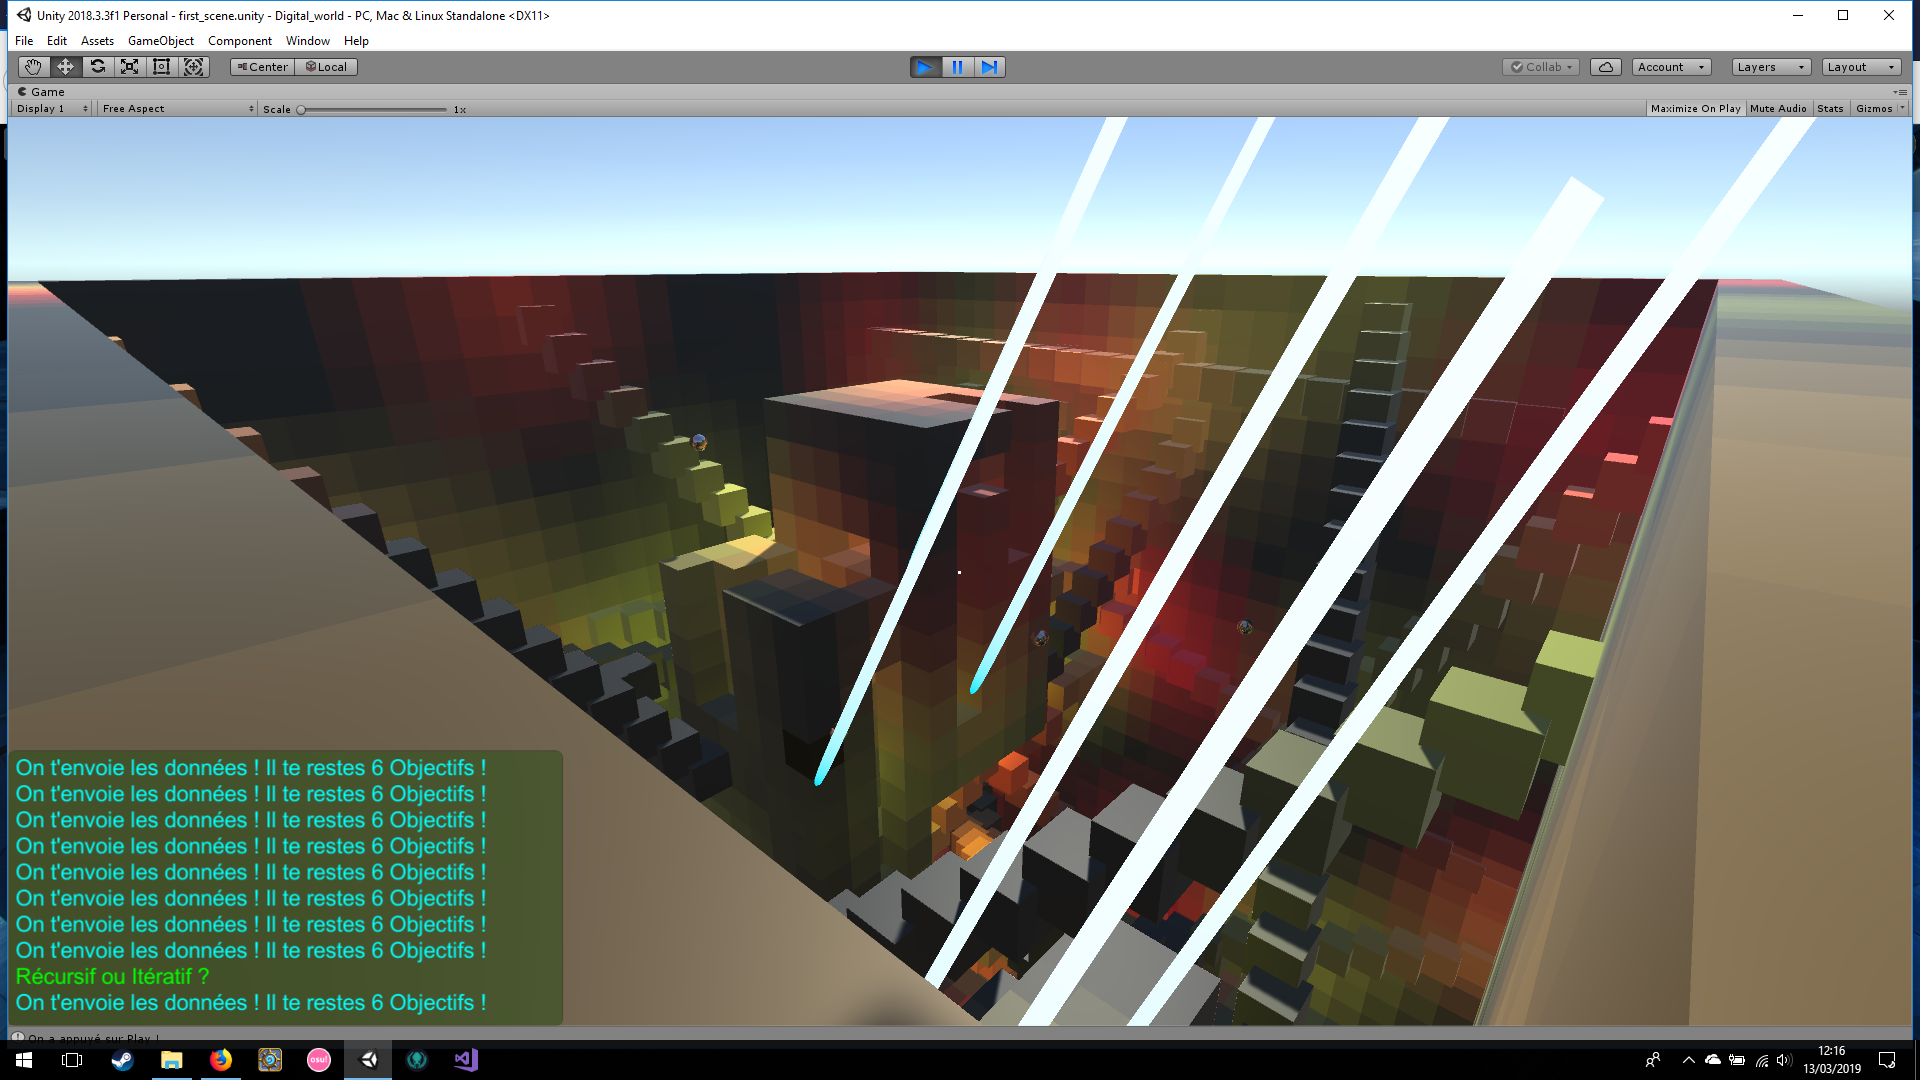 Unity 2018.3.3f1 Personal - first_scene.unity - Digital_world - PC, Mac & Linux Standalone <DX11>
File Edit Assets GameObject Component Window Help
Center Local Collab Account Layers Layout
Game
Display 1 Free Aspect Scale 1x Maximize On Play Mute Audio Stats Gizmos
On t'envoie les données ! Il te restes 6 Objectifs !
On t'envoie les données ! Il te restes 6 Objectifs !
On t'envoie les données ! Il te restes 6 Objectifs !
On t'envoie les données ! Il te restes 6 Objectifs !
On t'envoie les données ! Il te restes 6 Objectifs !
On t'envoie les données ! Il te restes 6 Objectifs !
On t'envoie les données ! Il te restes 6 Objectifs !
On t'envoie les données ! Il te restes 6 Objectifs !
Récursif ou Itératif ?
On t'envoie les données ! Il te restes 6 Objectifs !
On a appuyé sur Play !
osu!
12:16
13/03/2019